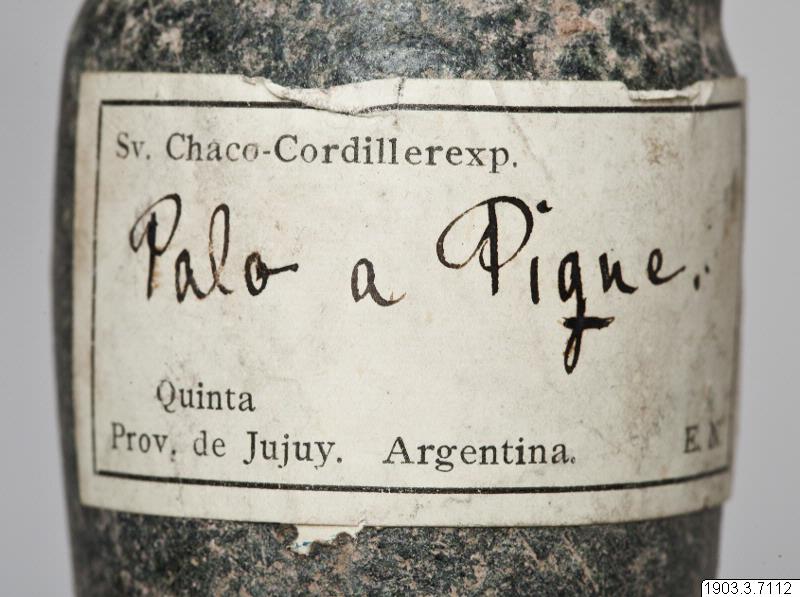 Sv. Chaco-Cordillerexp.
Palo a Pique.
Quinta
Prov. de Jujuy. Argentina. E. N.
1903.3.7112